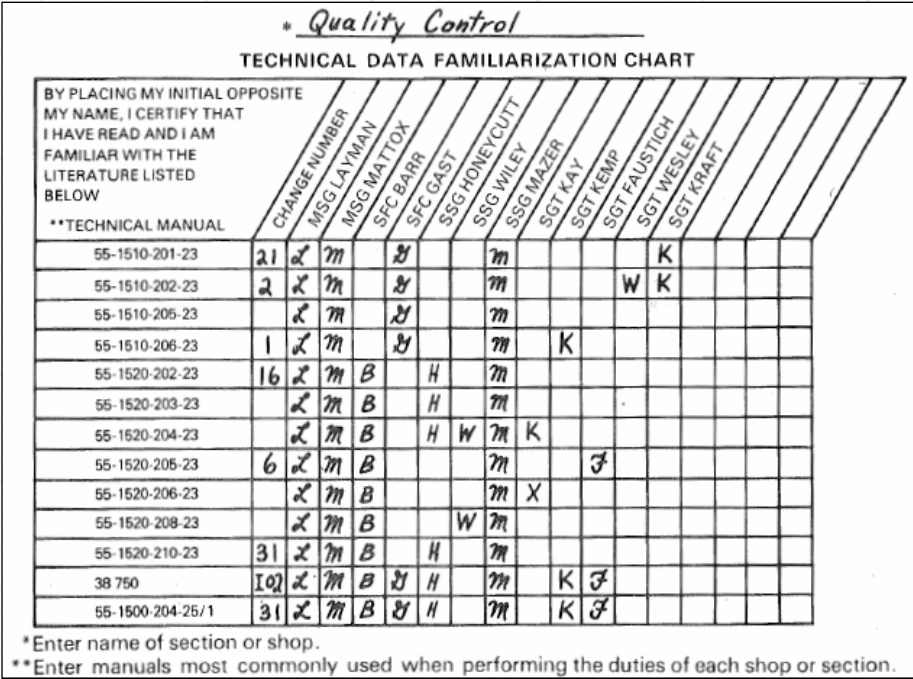 * Quality Control
TECHNICAL DATA FAMILIARIZATION CHART
BY PLACING MY INITIAL OPPOSITE
MY NAME, I CERTIFY THAT
I HAVE READ AND I AM
FAMILIAR WITH THE
LITERATURE LISTED
BELOW
**TECHNICAL MANUAL
CHANGE NUMBER
MSG LAYMAN
MSG MATTOX
SFC BARR
SFC GAST
SSG HONEYCUTT
SSG WILEY
SSG MAZER
SGT KAY
SGT KEMP
SGT FAUSTICH
SGT WESLEY
SGT KRAFT
55-1510-201-23 21 L M G M K
55-1510-202-23 2 L M G M W K
55-1510-205-23 L M G M
55-1510-206-23 1 L M G M K
55-1520-202-23 16 L M B H M
55-1520-203-23 L M B H M
55-1520-204-23 L M B H W M K
55-1520-205-23 6 L M B M F
55-1520-206-23 L M B M X
55-1520-208-23 L M B W M
55-1520-210-23 31 L M B H M
38 750 I02 L M B G H M K F
55-1500-204-25/1 31 L M B G H M K F
*Enter name of section or shop.
**Enter manuals most commonly used when performing the duties of each shop or section.